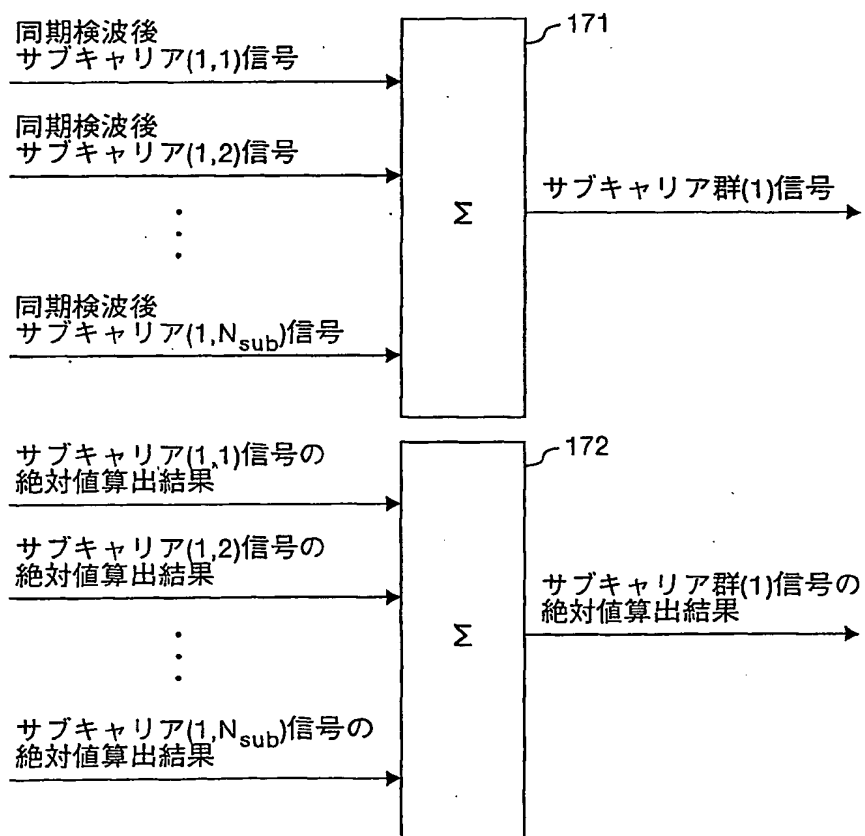 同期検波後
サブキャリア(1,1)信号
171
同期検波後
サブキャリア(1,2)信号
サブキャリア群(1)信号
Σ
同期検波後
サブキャリア(1,Nsub)信号
サブキャリア(1,1)信号の
絶対値算出結果
172
サブキャリア(1,2)信号の
絶対値算出結果
サブキャリア群(1)信号の
絶対値算出結果
Σ
サブキャリア(1,Nsub)信号の
絶対値算出結果